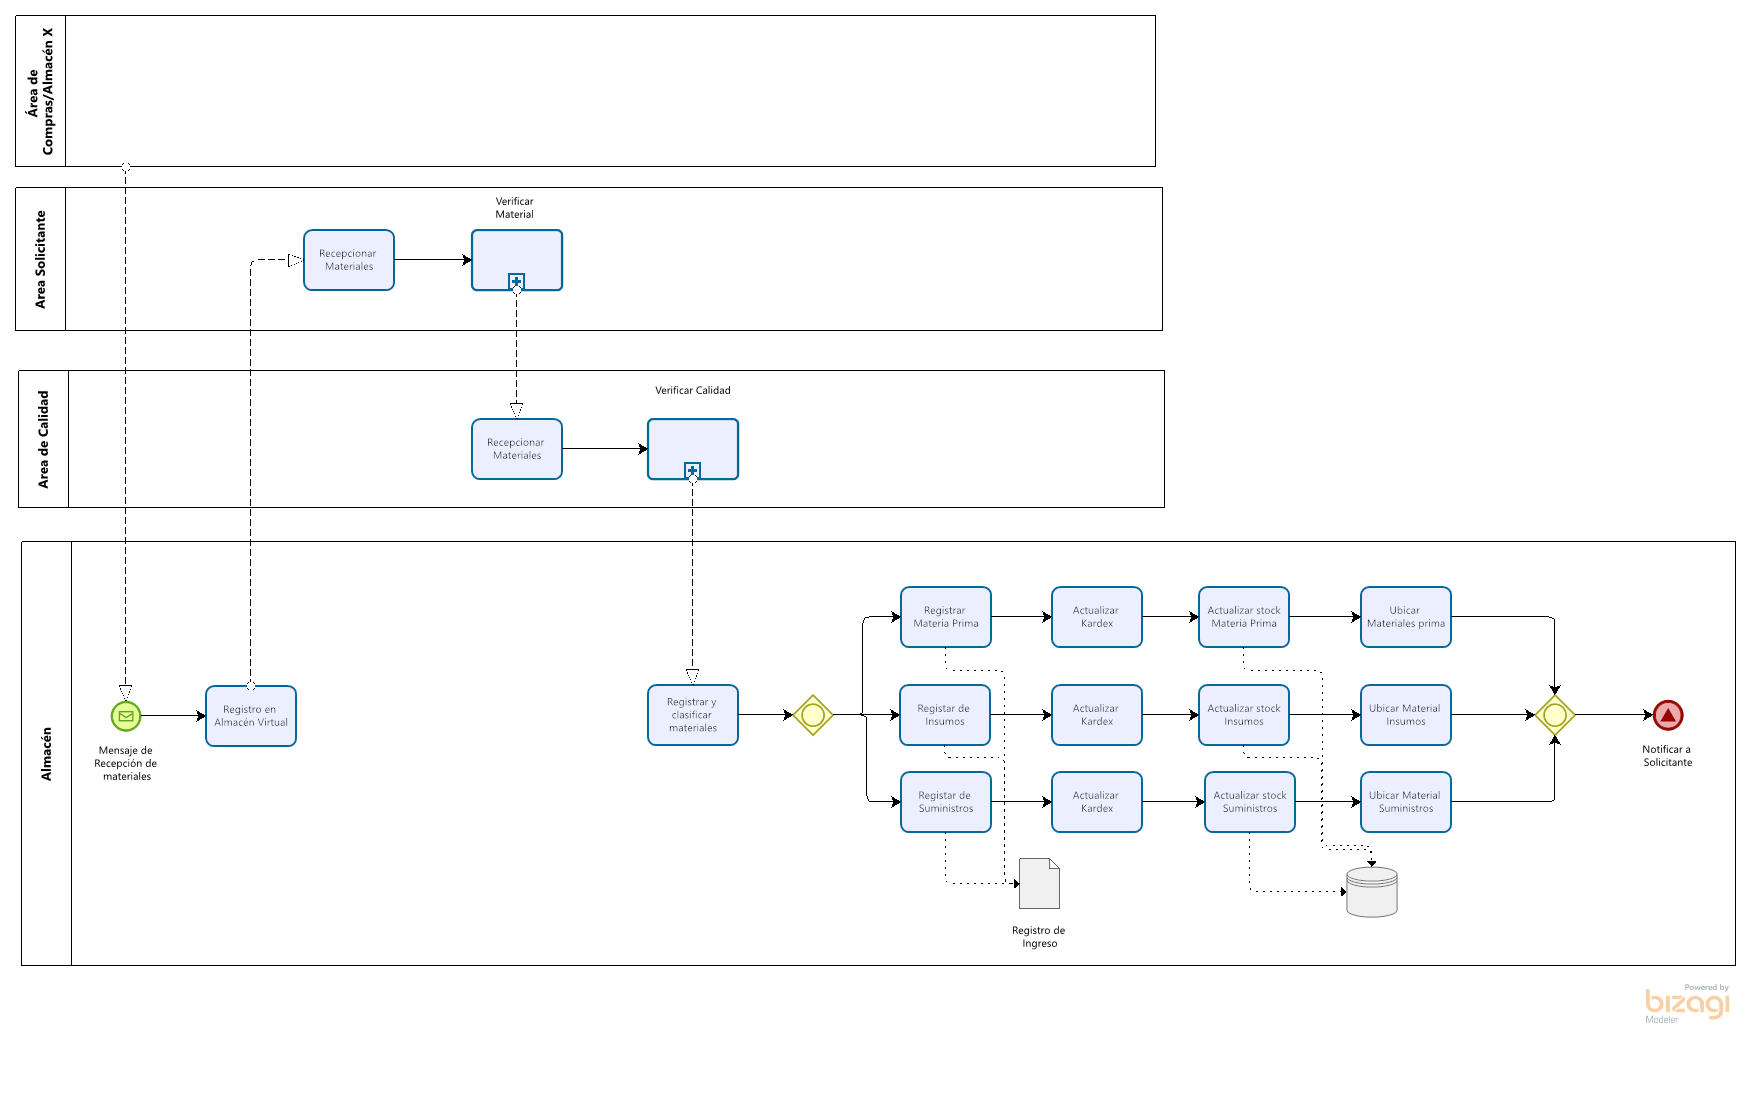 Área de
Compras/Almacén X
Area Solicitante
Verificar
Material
Recepcionar
Materiales
Area de Calidad
Verificar Calidad
Recepcionar
Materiales
Almacén
Mensaje de
Recepción de
materiales
Registro en
Almacén Virtual
Registrar y
clasificar
materiales
Registrar
Materia Prima
Actualizar
Kardex
Actualizar stock
Materia Prima
Ubicar
Materiales prima
Registar de
Insumos
Actualizar
Kardex
Actualizar stock
Insumos
Ubicar Material
Insumos
Notificar a
Solicitante
Registar de
Suministros
Actualizar
Kardex
Actualizar stock
Suministros
Ubicar Material
Suministros
Registro de
Ingreso
Powered by
bizagi
Modeler